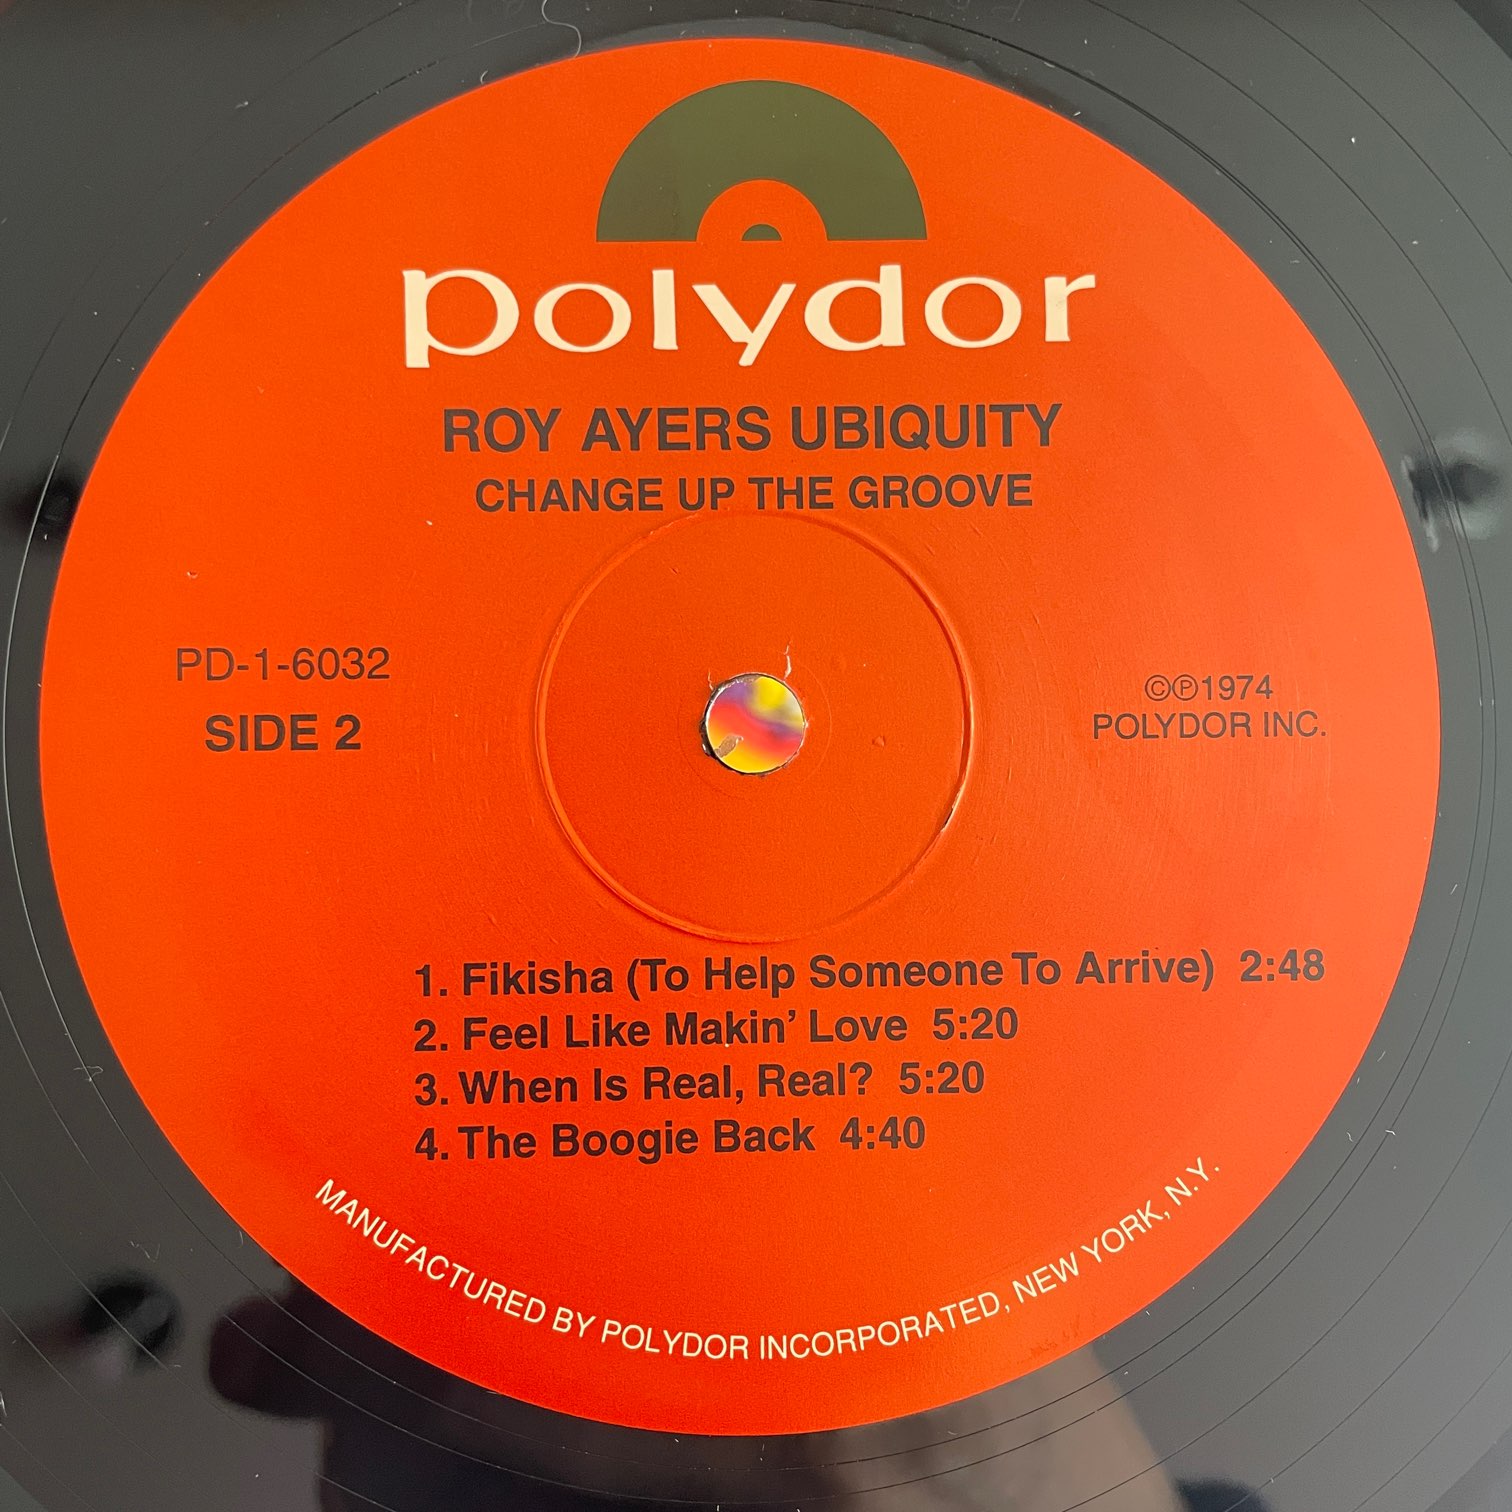 polydor
ROY AYERS UBIQUITY
CHANGE UP THE GROOVE
PD-1-6032
SIDE 2
©℗1974
POLYDOR INC.
1. Fikisha (To Help Someone To Arrive) 2:48
2. Feel Like Makin’ Love 5:20
3. When Is Real, Real? 5:20
4. The Boogie Back 4:40
MANUFACTURED BY POLYDOR INCORPORATED, NEW YORK, N.Y.